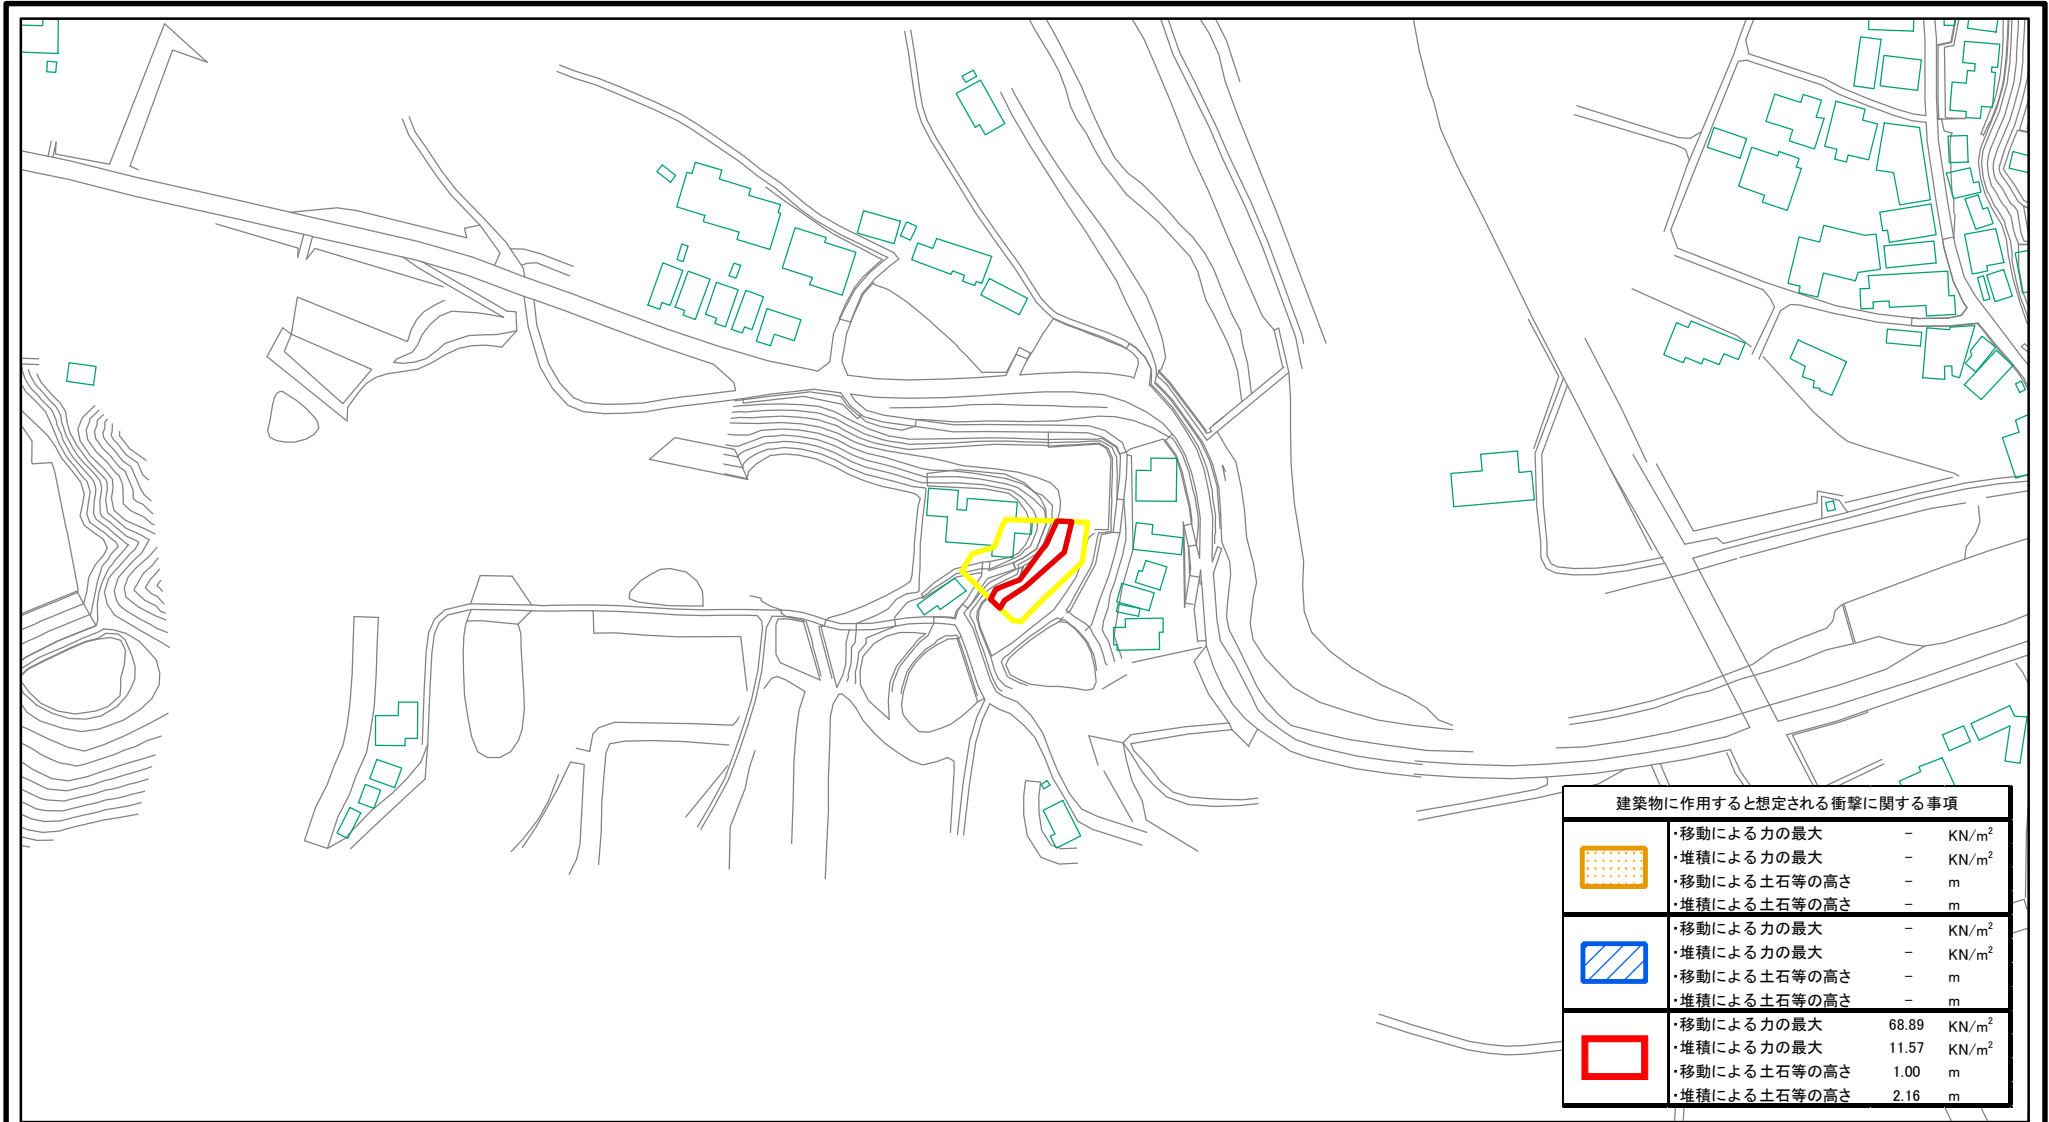 建築物に作用すると想定される衝撃に関する事項
・移動による力の最大 － KN/m²
・堆積による力の最大 － KN/m²
・移動による土石等の高さ － m
・堆積による土石等の高さ － m
・移動による力の最大 － KN/m²
・堆積による力の最大 － KN/m²
・移動による土石等の高さ － m
・堆積による土石等の高さ － m
・移動による力の最大 68.89 KN/m²
・堆積による力の最大 11.57 KN/m²
・移動による土石等の高さ 1.00 m
・堆積による土石等の高さ 2.16 m